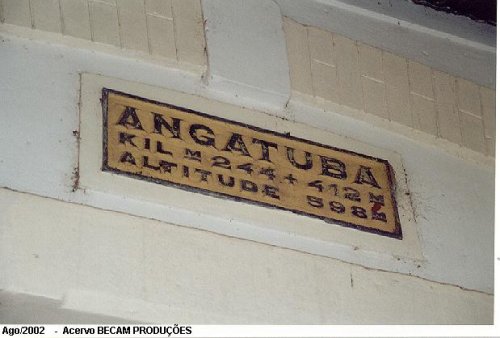 ANGATUBA
KIL M 244 + 412 M
ALTITUDE 598 M
Ago/2002 - Acervo BECAM PRODUÇÕES